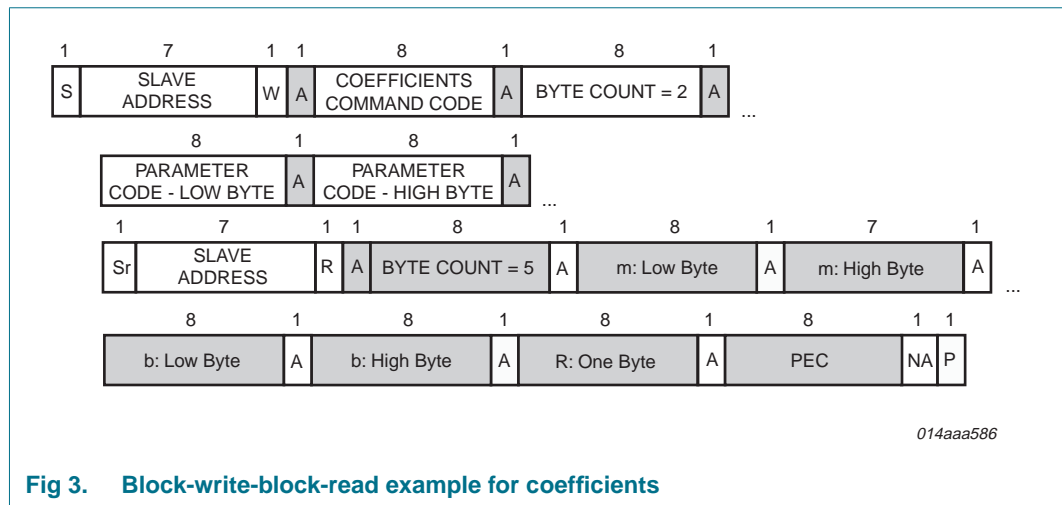 1 7 1 1 8 1 8 1
S SLAVE ADDRESS W A COEFFICIENTS COMMAND CODE A BYTE COUNT = 2 A ...
8 1 8 1
PARAMETER CODE - LOW BYTE A PARAMETER CODE - HIGH BYTE A ...
1 7 1 1 8 1 8 1 7 1
Sr SLAVE ADDRESS R A BYTE COUNT = 5 A m: Low Byte A m: High Byte A ...
8 1 8 1 8 1 8 1 1
b: Low Byte A b: High Byte A R: One Byte A PEC NA P
014aaa586
Fig 3. Block-write-block-read example for coefficients